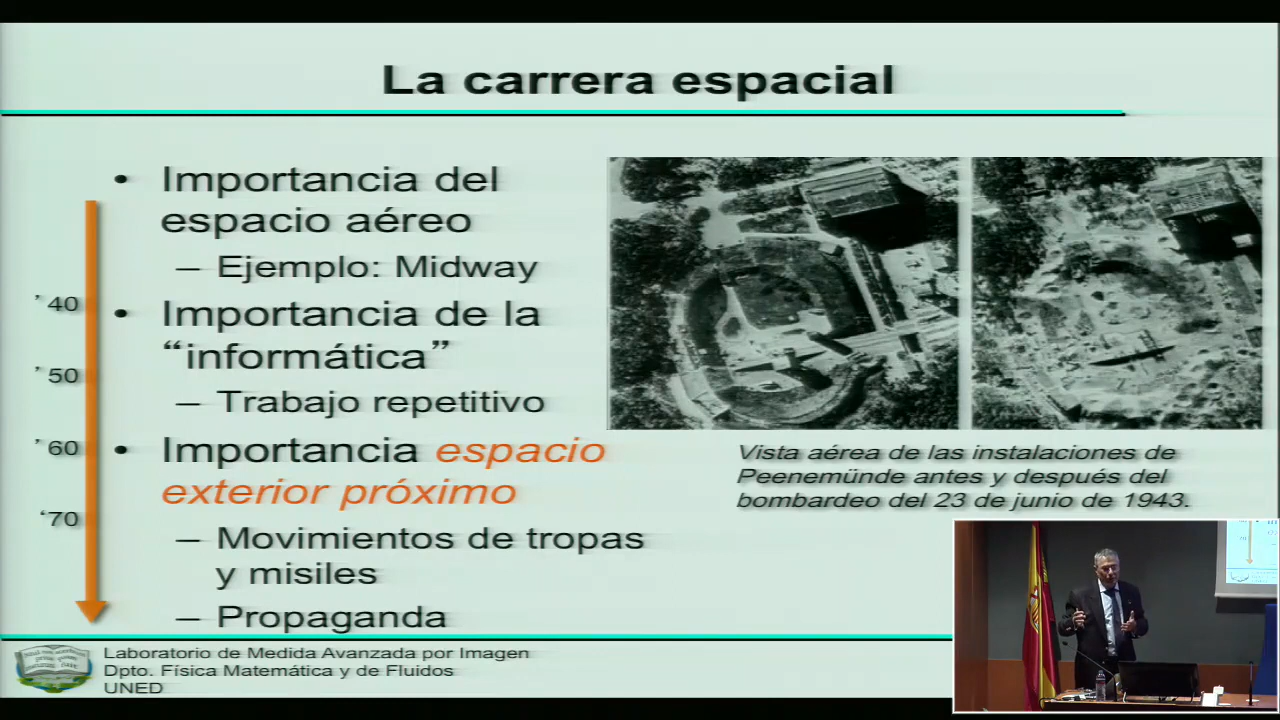 La carrera espacial
• Importancia del
espacio aéreo
– Ejemplo: Midway
• Importancia de la
“informática”
– Trabajo repetitivo
• Importancia espacio
exterior próximo
– Movimientos de tropas
y misiles
– Propaganda
’40
’50
’60
‘70
Vista aérea de las instalaciones de
Peenemünde antes y después del
bombardeo del 23 de junio de 1943.
Laboratorio de Medida Avanzada por Imagen
Dpto. Física Matemática y de Fluidos
UNED